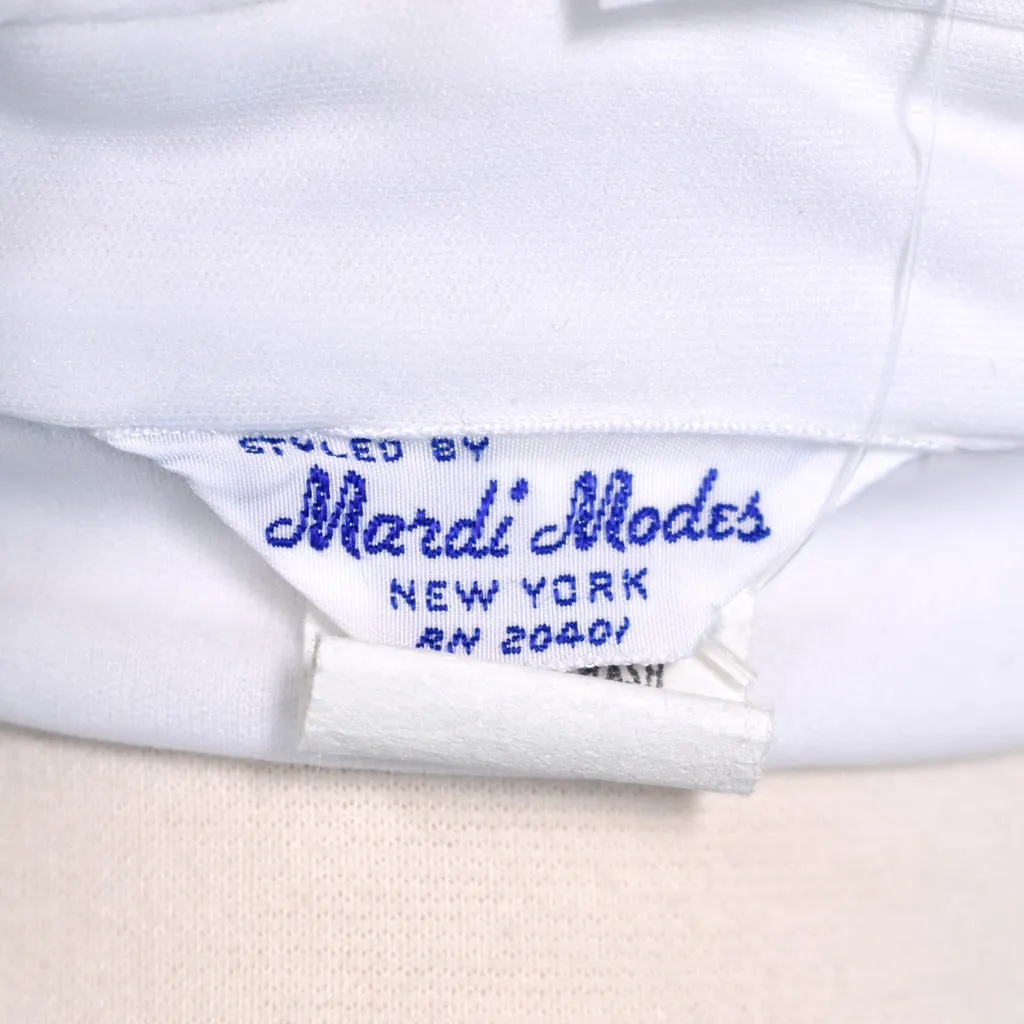 STYLED BY
Mardi Modes
NEW YORK
RN 20401